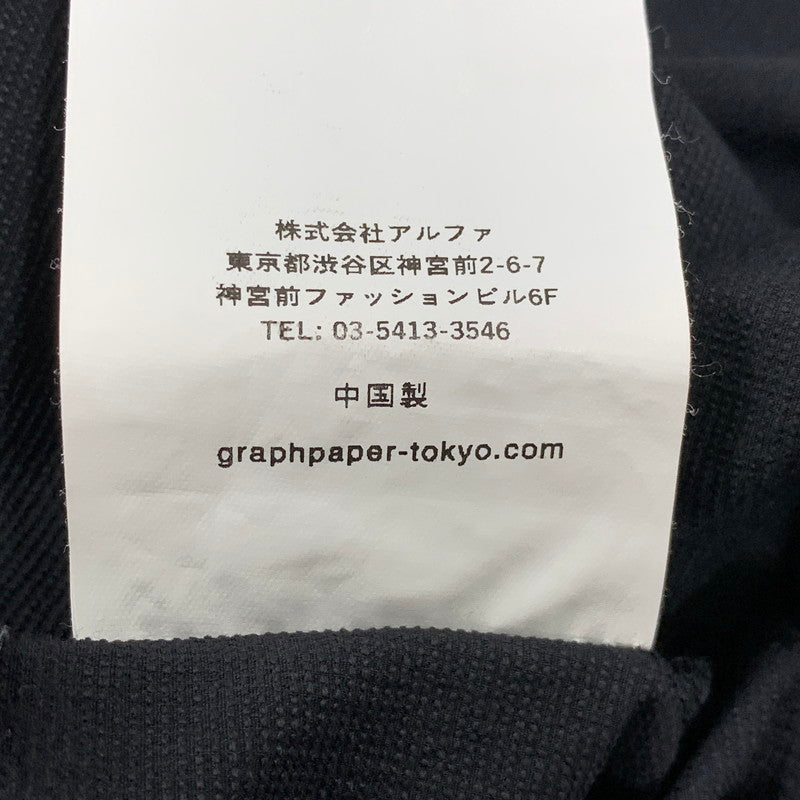 株式会社アルファ
東京都渋谷区神宮前2-6-7
神宮前ファッションビル6F
TEL: 03-5413-3546
中国製
graphpaper-tokyo.com